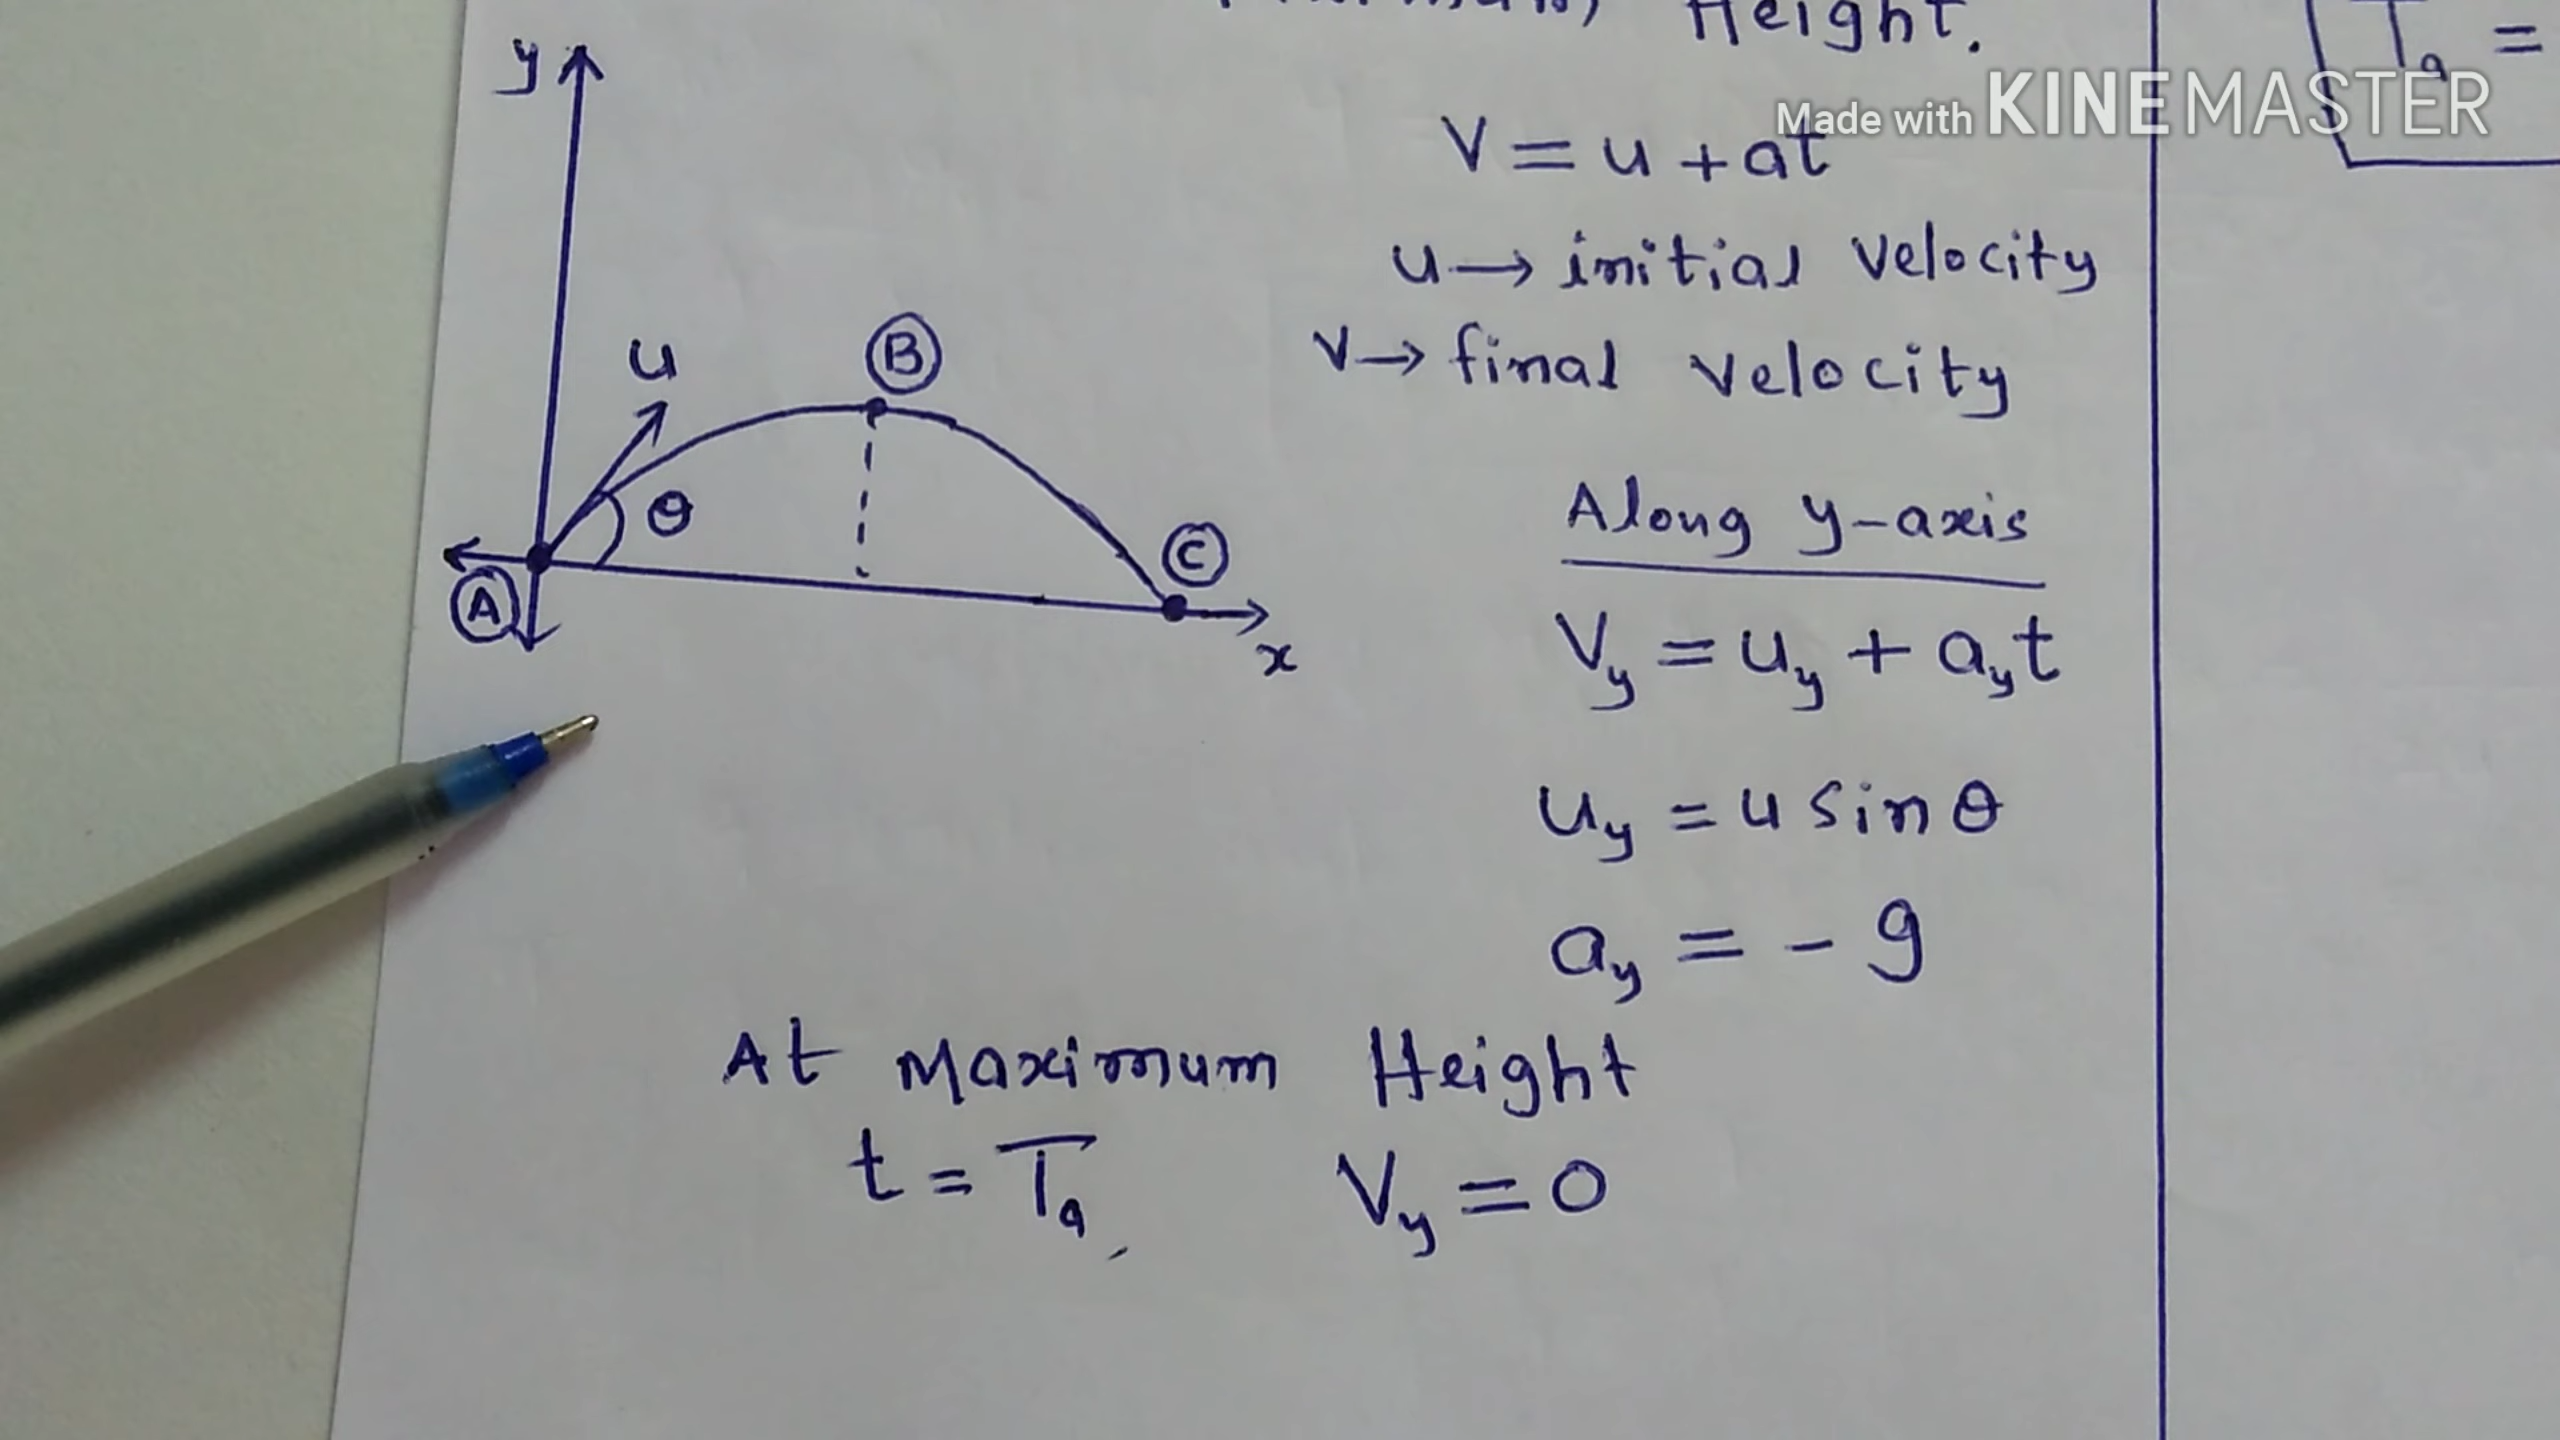 Height.
Ta =
Made with KINEMASTER
V = u + at
u → initial velocity
v → final velocity
Along y-axis
Vy = uy + ayt
uy = u sin θ
ay = - g
y
u
B
θ
A
C
x
At Maximum Height
t = Ta, Vy = 0